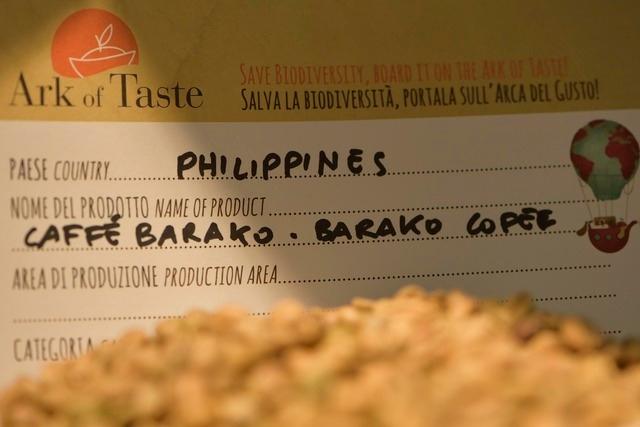 Ark of Taste
SAVE BIODIVERSITY, BOARD IT ON THE ARK OF TASTE!
SALVA LA BIODIVERSITÀ, PORTALA SULL'ARCA DEL GUSTO!
PAESE COUNTRY PHILIPPINES
NOME DEL PRODOTTO NAME OF PRODUCT
CAFFÉ BARAKO . BARAKO COPEE
AREA DI PRODUZIONE PRODUCTION AREA
CATEGORIA